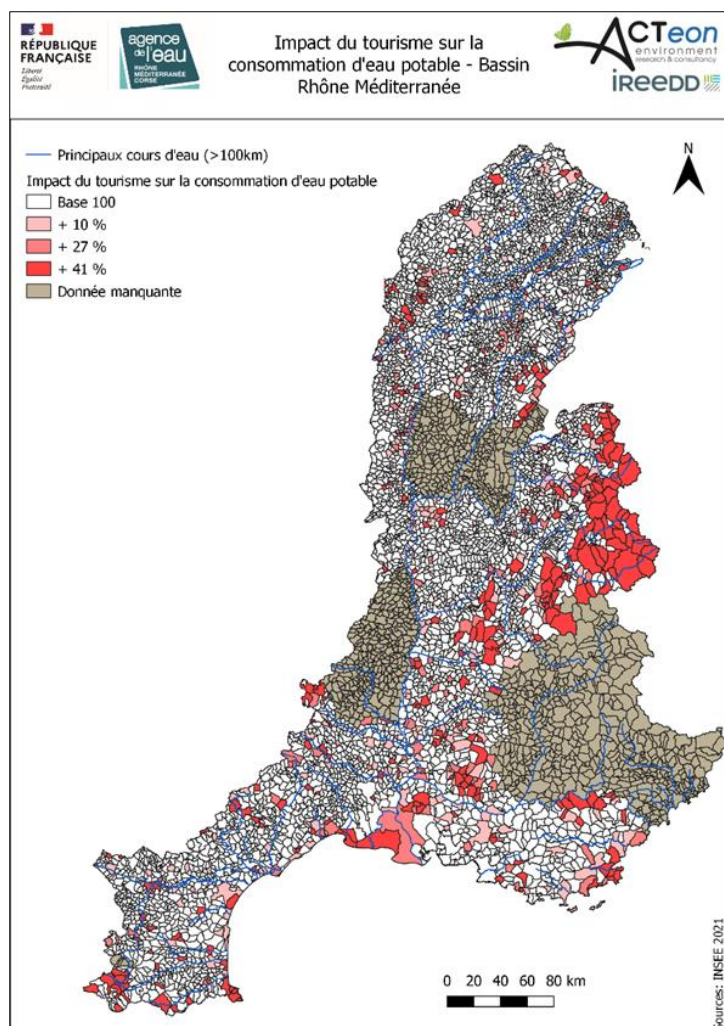 RÉPUBLIQUE
FRANÇAISE
Liberté
Égalité
Fraternité
agence
de l'eau
RHÔNE
MÉDITERRANÉE
CORSE
Impact du tourisme sur la
consommation d'eau potable - Bassin
Rhône Méditerranée
ACTeon
environment
research & consultancy
iReeDD
N
Principaux cours d'eau (>100km)
Impact du tourisme sur la consommation d'eau potable
Base 100
+ 10 %
+ 27 %
+ 41 %
Donnée manquante
0 20 40 60 80 km
Sources: INSEE 2021